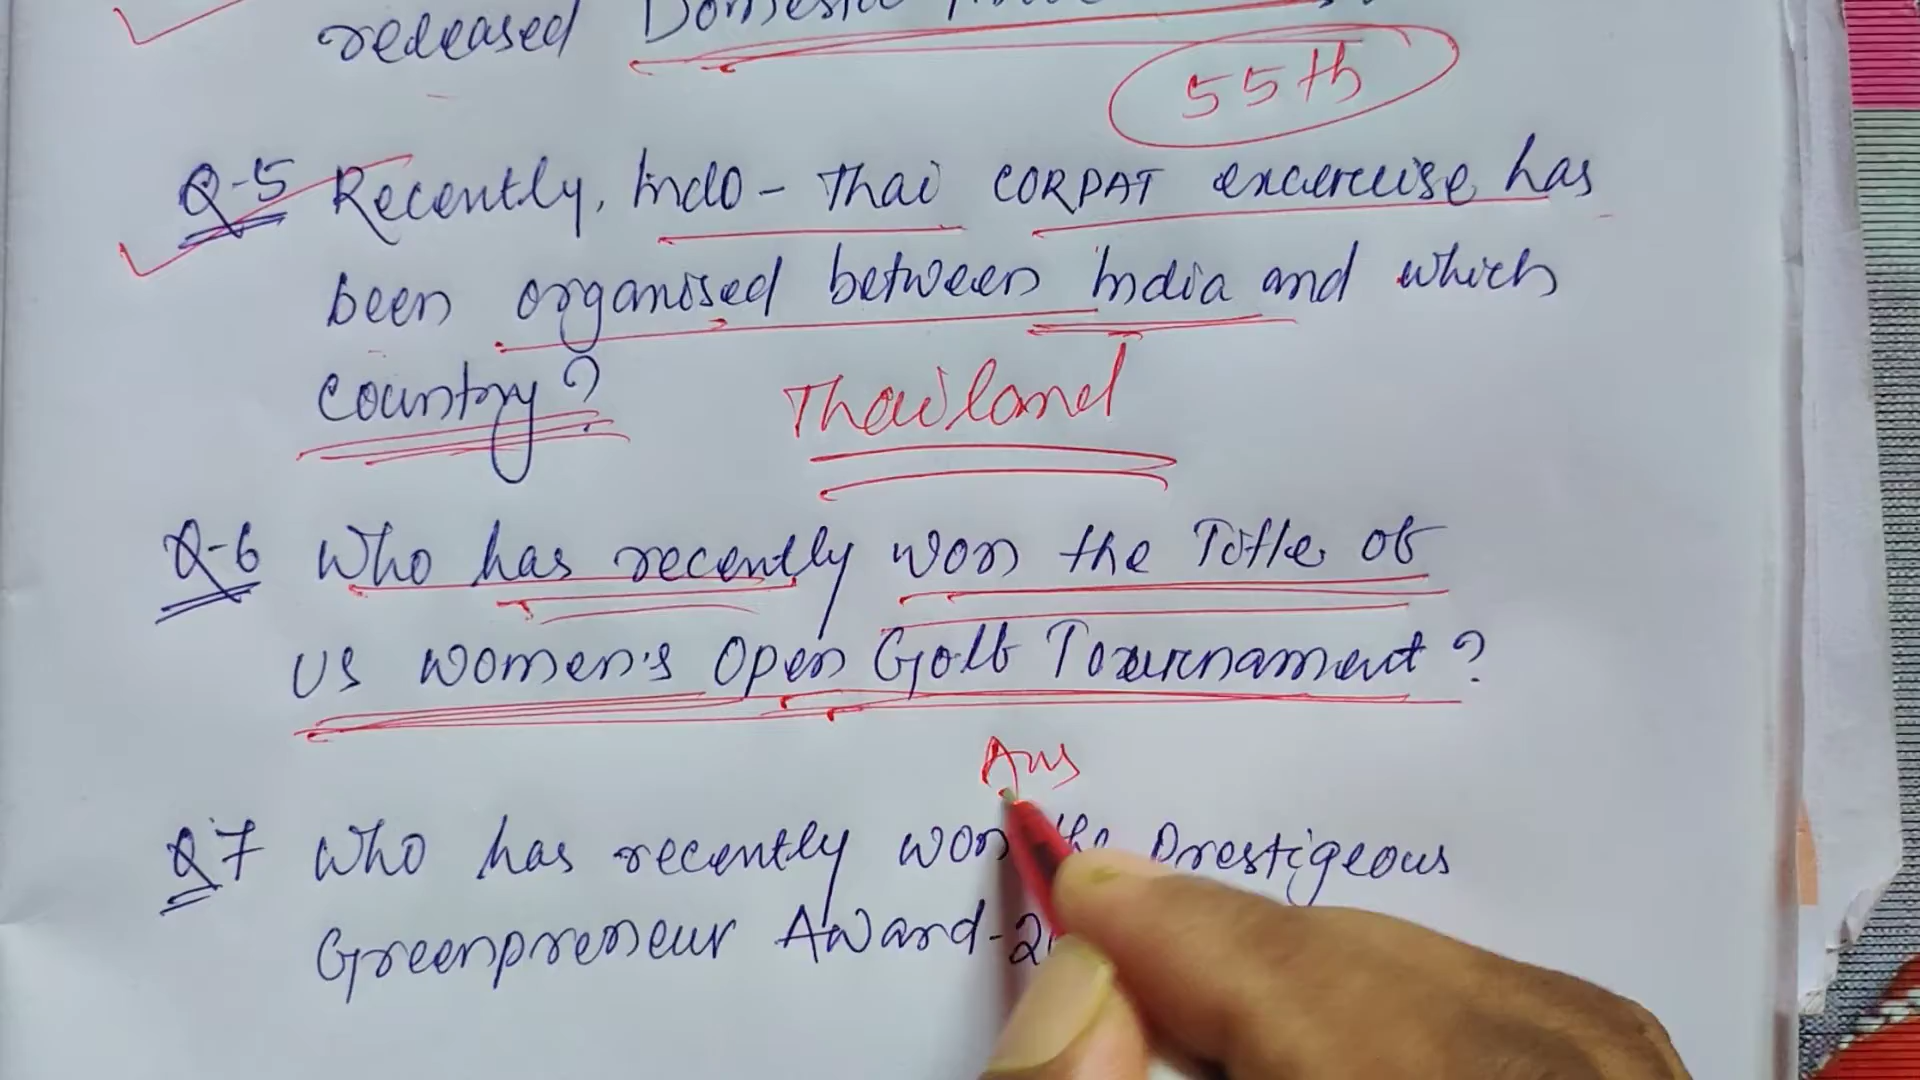 released Domestic
55th
Q-5 Recently, Indo - Thai CORPAT excercise has
been organised between India and which
country? Thailand
Q-6 Who has recently won the Title of
US Women's Open Golf Tournament?
Ans
Q7 Who has recently won the Prestigeous
Greenpreneur Award-2